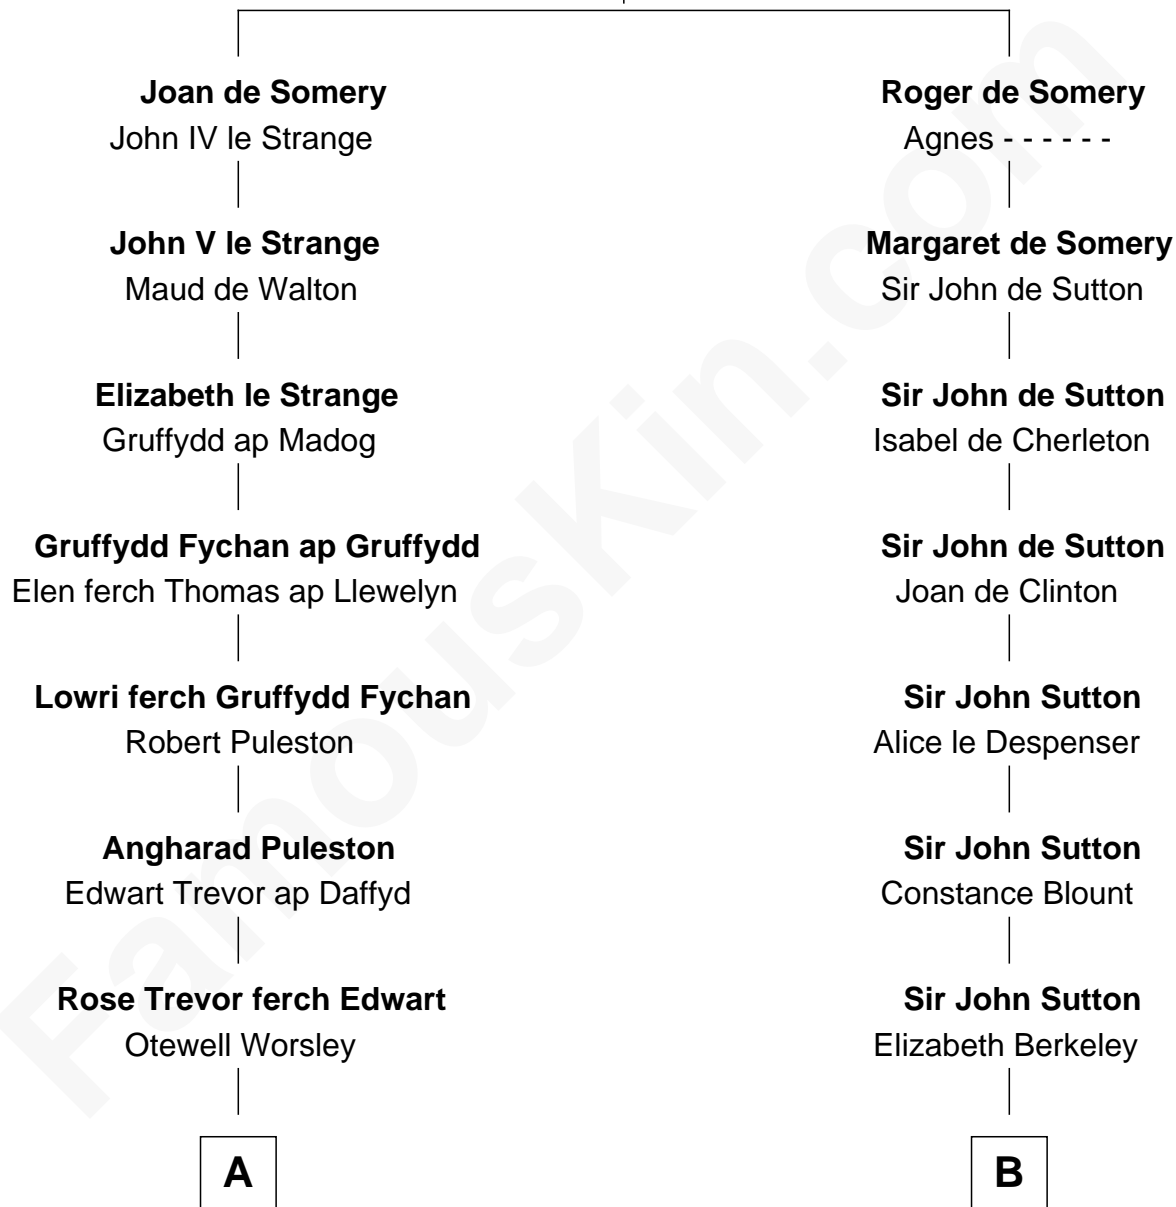 Joan de Somery
John IV le Strange
John V le Strange
Maud de Walton
Elizabeth le Strange
Gruffydd ap Madog
Gruffydd Fychan ap Gruffydd
Elen ferch Thomas ap Llewelyn
Lowri ferch Gruffydd Fychan
Robert Puleston
Angharad Puleston
Edwart Trevor ap Daffyd
Rose Trevor ferch Edwart
Otewell Worsley
A
Roger de Somery
Agnes - - - - - -
Margaret de Somery
Sir John de Sutton
Sir John de Sutton
Isabel de Cherleton
Sir John de Sutton
Joan de Clinton
Sir John Sutton
Alice le Despenser
Sir John Sutton
Constance Blount
Sir John Sutton
Elizabeth Berkeley
B
FamousKin.com